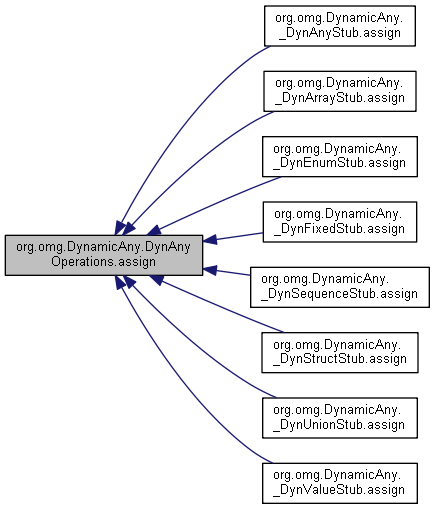 org.omg.DynamicAny.
_DynAnyStub.assign
org.omg.DynamicAny.
_DynArrayStub.assign
org.omg.DynamicAny.
_DynEnumStub.assign
org.omg.DynamicAny.
_DynFixedStub.assign
org.omg.DynamicAny.DynAny
Operations.assign
org.omg.DynamicAny.
_DynSequenceStub.assign
org.omg.DynamicAny.
_DynStructStub.assign
org.omg.DynamicAny.
_DynUnionStub.assign
org.omg.DynamicAny.
_DynValueStub.assign